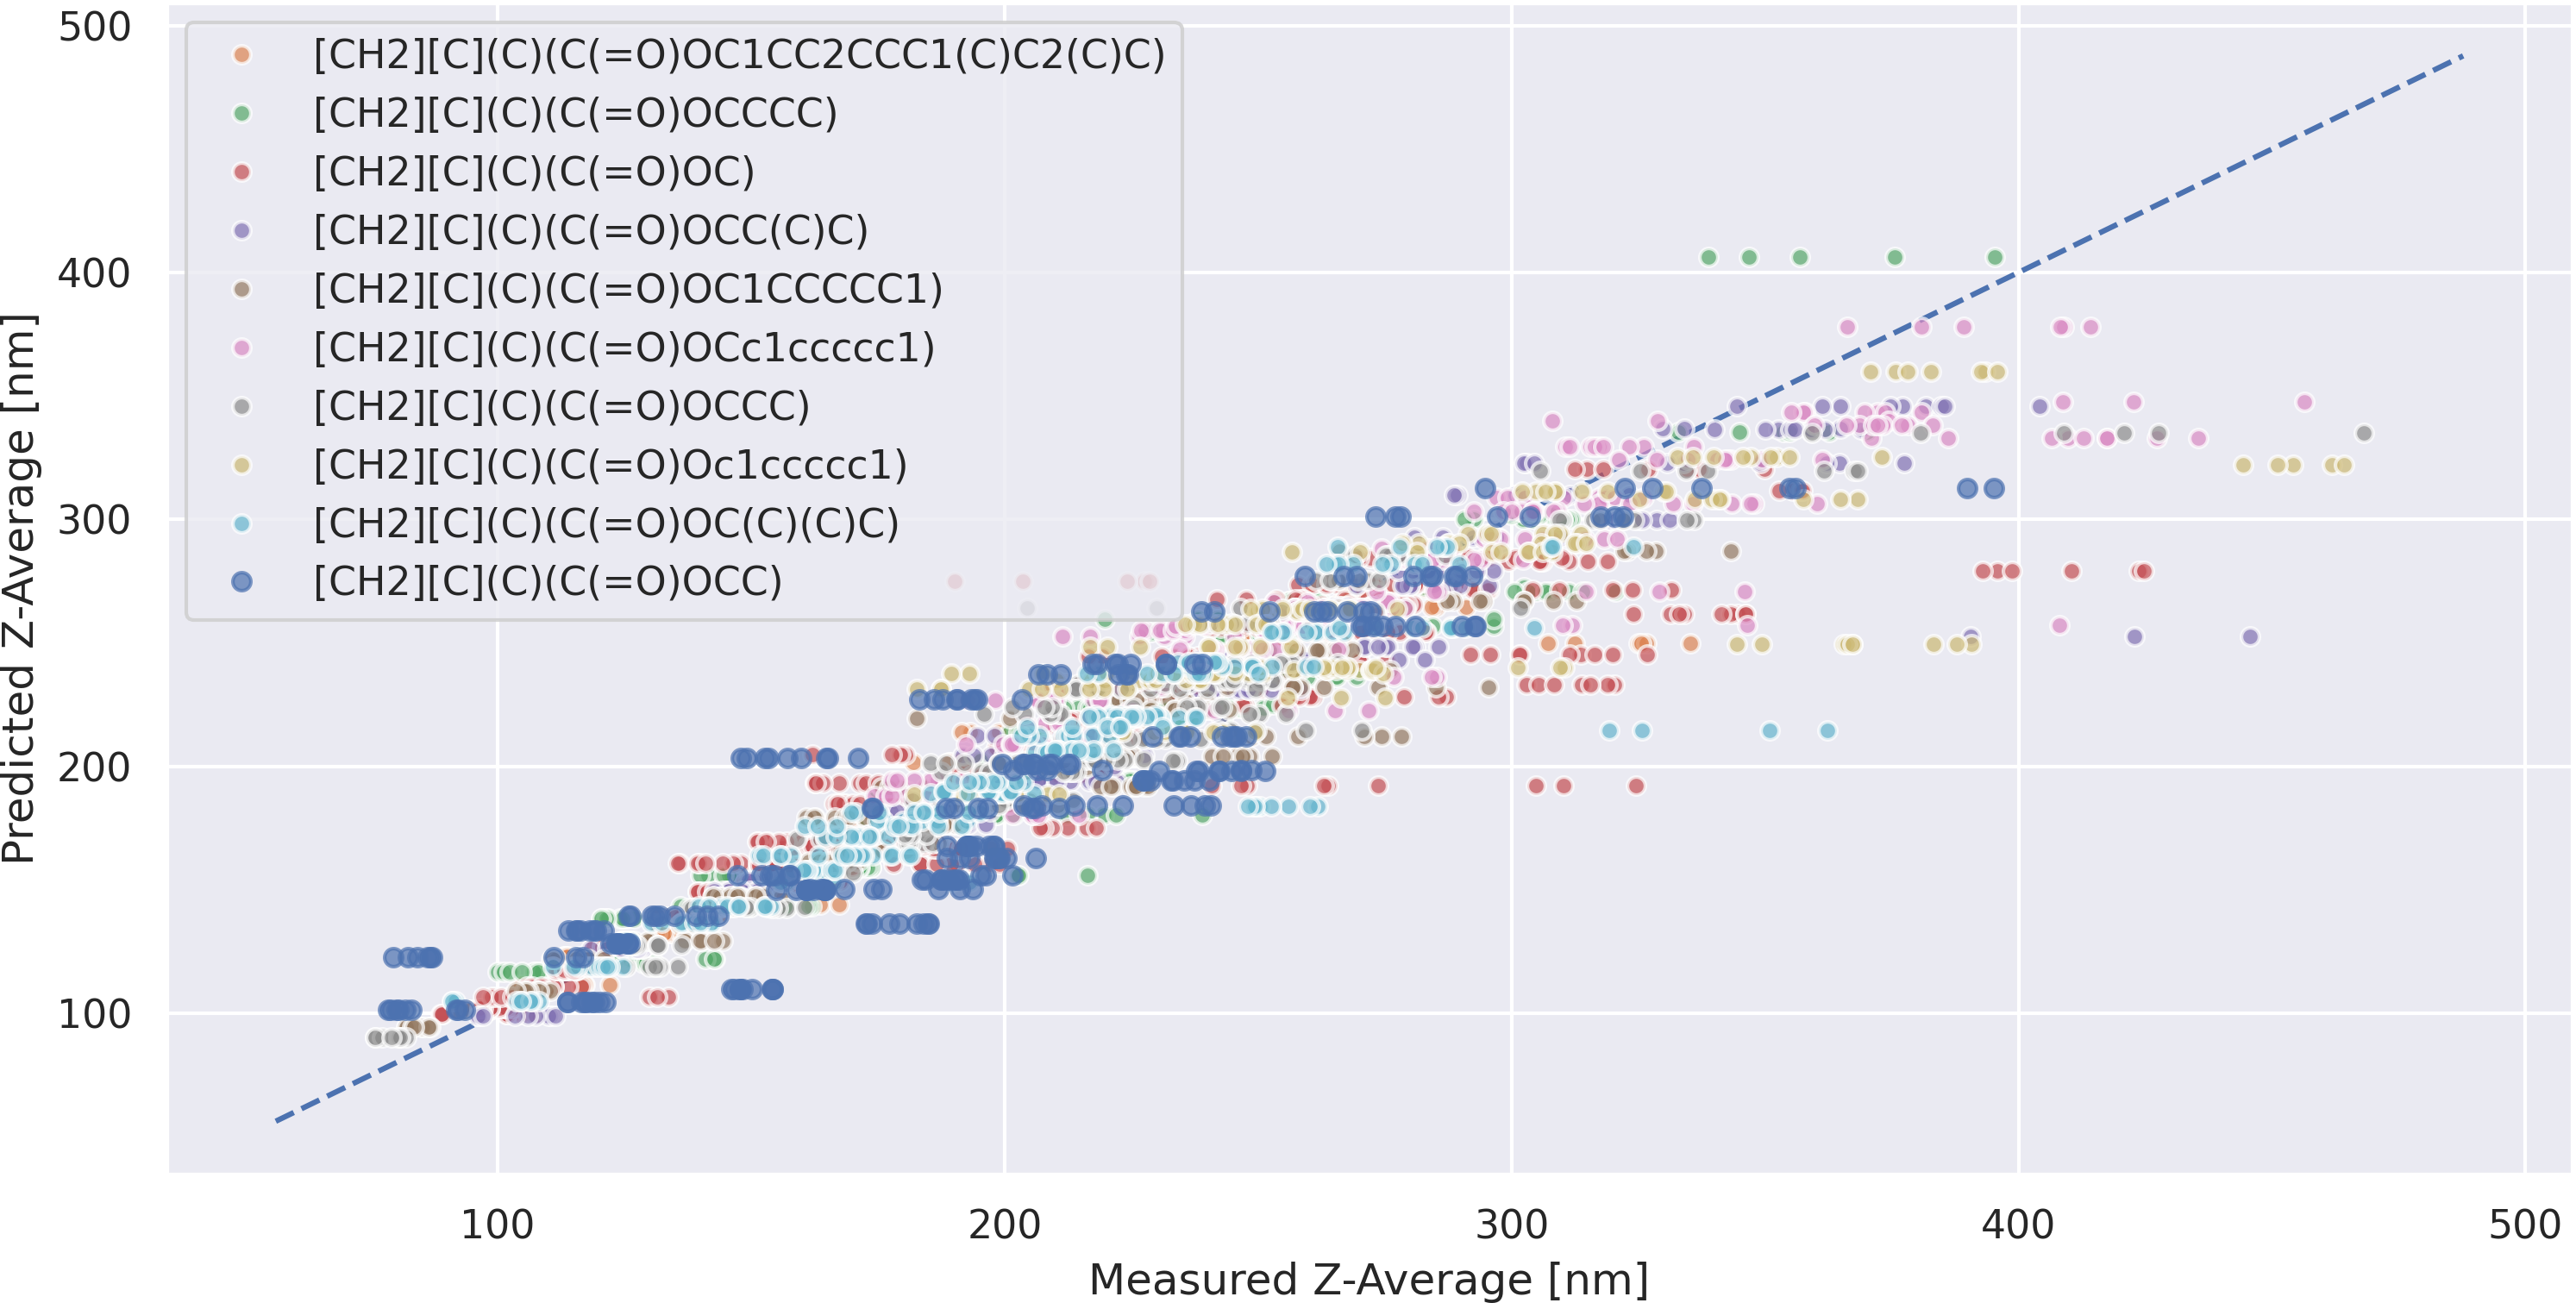 Predicted Z-Average [nm]
500
400
300
200
100
[CH2][C](C)(C(=O)OC1CC2CCC1(C)C2(C)C)
[CH2][C](C)(C(=O)OCCCC)
[CH2][C](C)(C(=O)OC)
[CH2][C](C)(C(=O)OCC(C)C)
[CH2][C](C)(C(=O)OC1CCCCC1)
[CH2][C](C)(C(=O)OCc1ccccc1)
[CH2][C](C)(C(=O)OCCC)
[CH2][C](C)(C(=O)Oc1ccccc1)
[CH2][C](C)(C(=O)OC(C)(C)C)
[CH2][C](C)(C(=O)OCC)
100 200 300 400 500
Measured Z-Average [nm]